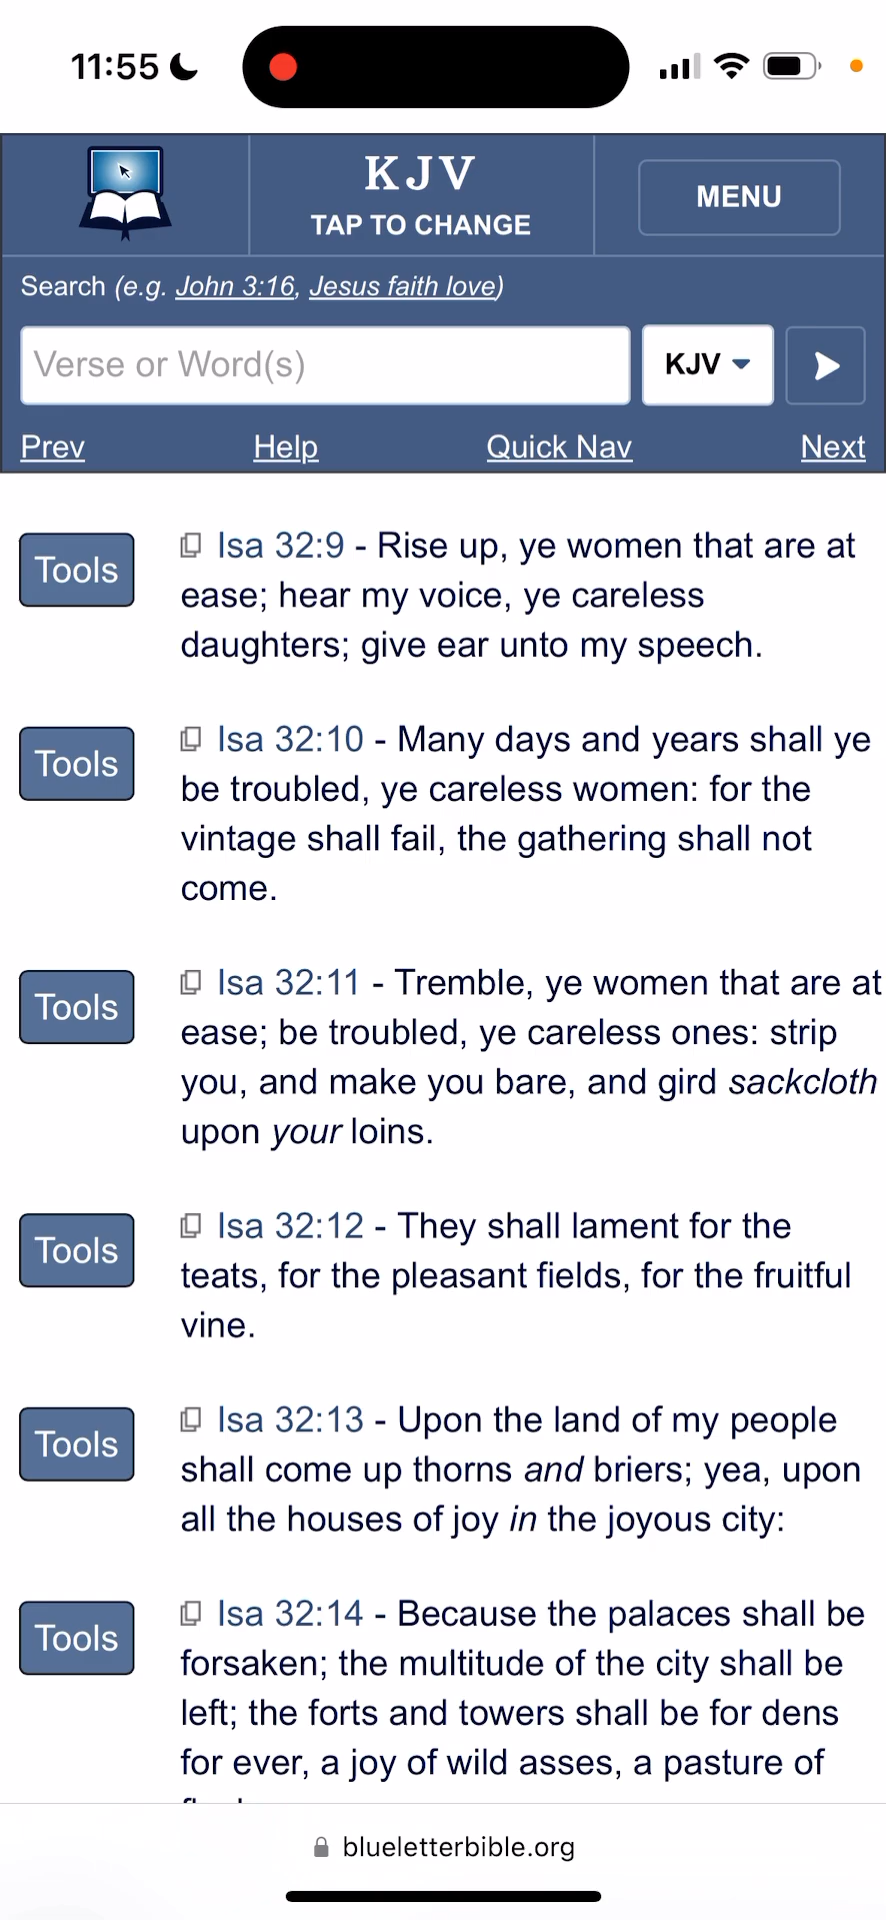 11:55
KJV
TAP TO CHANGE
MENU
Search (e.g. John 3:16, Jesus faith love)
Verse or Word(s)
KJV
Prev Help Quick Nav Next
Tools
Isa 32:9 - Rise up, ye women that are at
ease; hear my voice, ye careless
daughters; give ear unto my speech.
Tools
Isa 32:10 - Many days and years shall ye
be troubled, ye careless women: for the
vintage shall fail, the gathering shall not
come.
Tools
Isa 32:11 - Tremble, ye women that are at
ease; be troubled, ye careless ones: strip
you, and make you bare, and gird sackcloth
upon your loins.
Tools
Isa 32:12 - They shall lament for the
teats, for the pleasant fields, for the fruitful
vine.
Tools
Isa 32:13 - Upon the land of my people
shall come up thorns and briers; yea, upon
all the houses of joy in the joyous city:
Tools
Isa 32:14 - Because the palaces shall be
forsaken; the multitude of the city shall be
left; the forts and towers shall be for dens
for ever, a joy of wild asses, a pasture of
blueletterbible.org